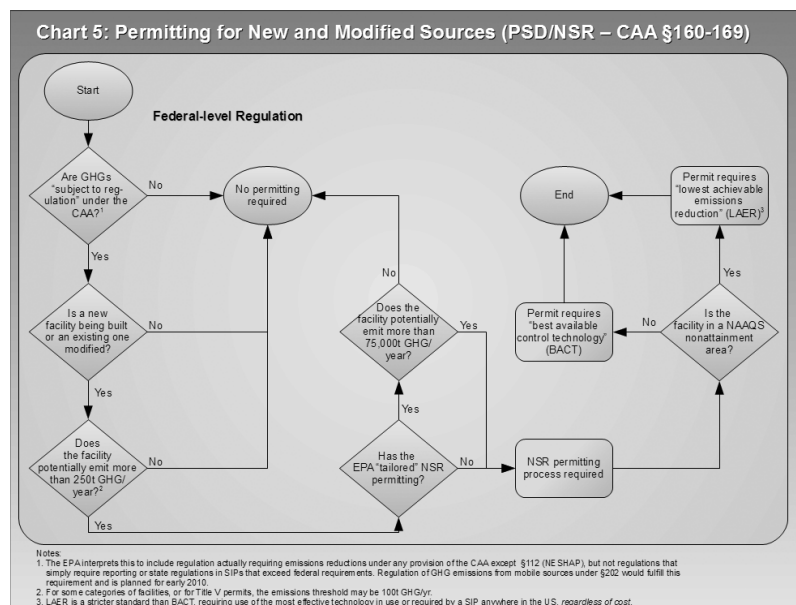 Chart 5: Permitting for New and Modified Sources (PSD/NSR – CAA §160-169)
Start
Federal-level Regulation
Are GHGs
“subject to reg-
ulation” under the
CAA?1
No
No permitting
required
End
Permit requires
“lowest achievable
emissions
reduction” (LAER)3
Yes
No
Yes
Is a new
facility being built
or an existing one
modified?
No
Does the
facility potentially
emit more than
75,000t GHG/
year?
Yes
Permit requires
“best available
control technology”
(BACT)
No
Is the
facility in a NAAQS
nonattainment
area?
Yes
Yes
Does
the facility
potentially emit more
than 250t GHG/
year?2
No
Has the
EPA “tailored” NSR
permitting?
No
NSR permitting
process required
Yes
Notes:
1. The EPA interprets this to include regulation actually requiring emissions reductions under any provision of the CAA except §112 (NESHAP), but not regulations that
simply require reporting or state regulations in SIPs that exceed federal requirements. Regulation of GHG emissions from mobile sources under §202 would fulfill this
requirement and is planned for early 2010.
2. For some categories of facilities, or for Title V permits, the emissions threshold may be 100t GHG/yr.
3. LAER is a stricter standard than BACT, requiring use of the most effective technology in use or required by a SIP anywhere in the US, regardless of cost.